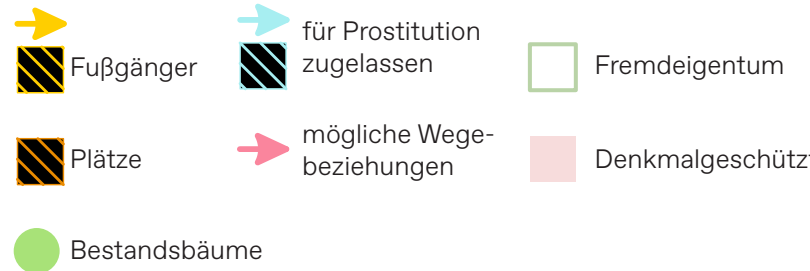 Fußgänger
für Prostitution
zugelassen
Fremdeigentum
Plätze
mögliche Wege-
beziehungen
Denkmalgeschützt
Bestandsbäume